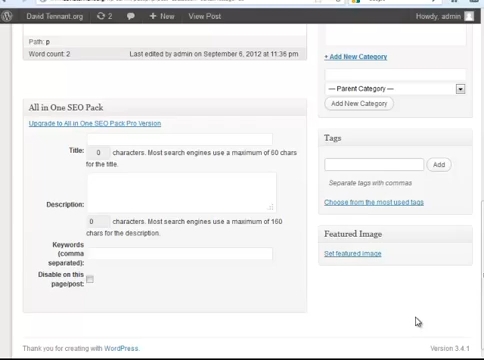 David Tennant.org 2 + New View Post Howdy, admin
Path: p
Word count: 2 Last edited by admin on September 6, 2012 at 11:36 pm
+ Add New Category
— Parent Category —
Add New Category
All in One SEO Pack
Upgrade to All in One SEO Pack Pro Version
Title:
0 characters. Most search engines use a maximum of 60 chars
for the title.
Description:
0 characters. Most search engines use a maximum of 160
chars for the description.
Keywords
(comma
separated):
Disable on this
page/post:
Tags
Add
Separate tags with commas
Choose from the most used tags
Featured Image
Set featured image
Thank you for creating with WordPress. Version 3.4.1